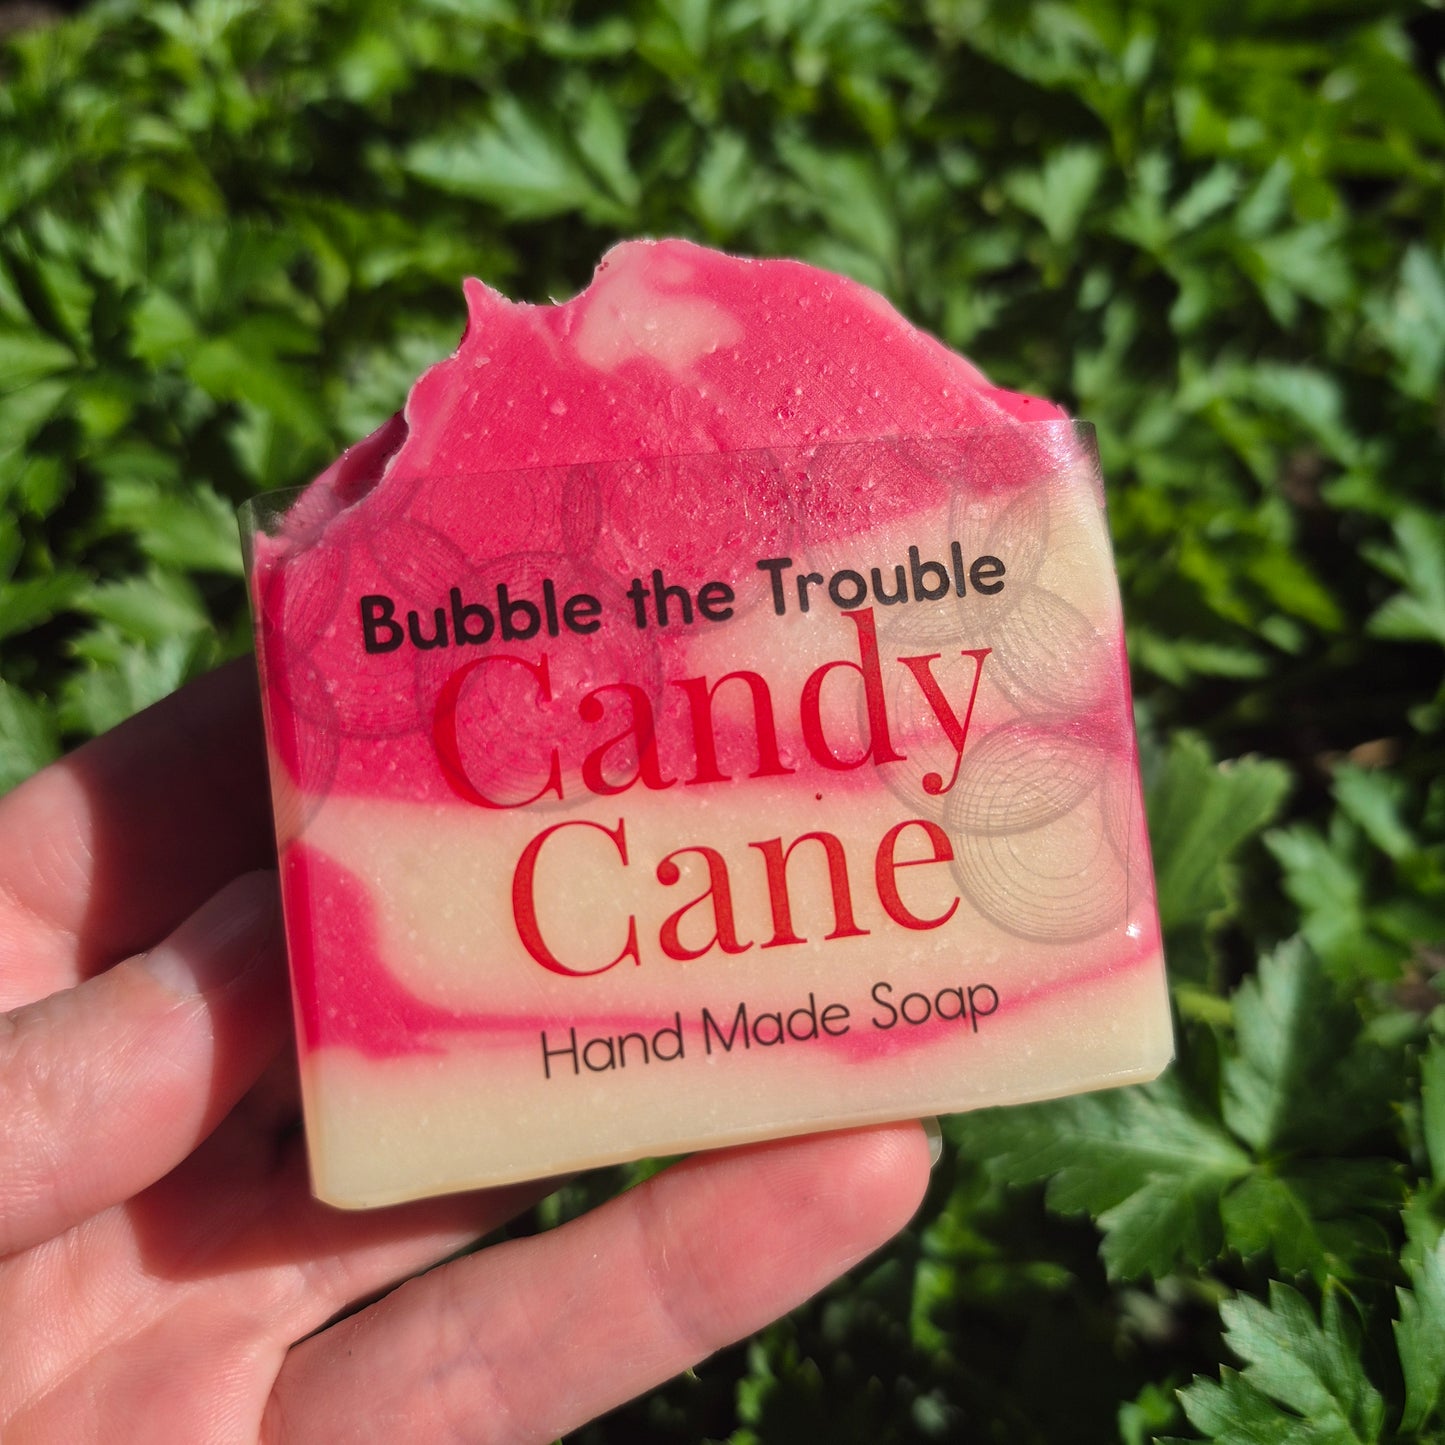 Bubble the Trouble
Candy
Cane
Hand Made Soap